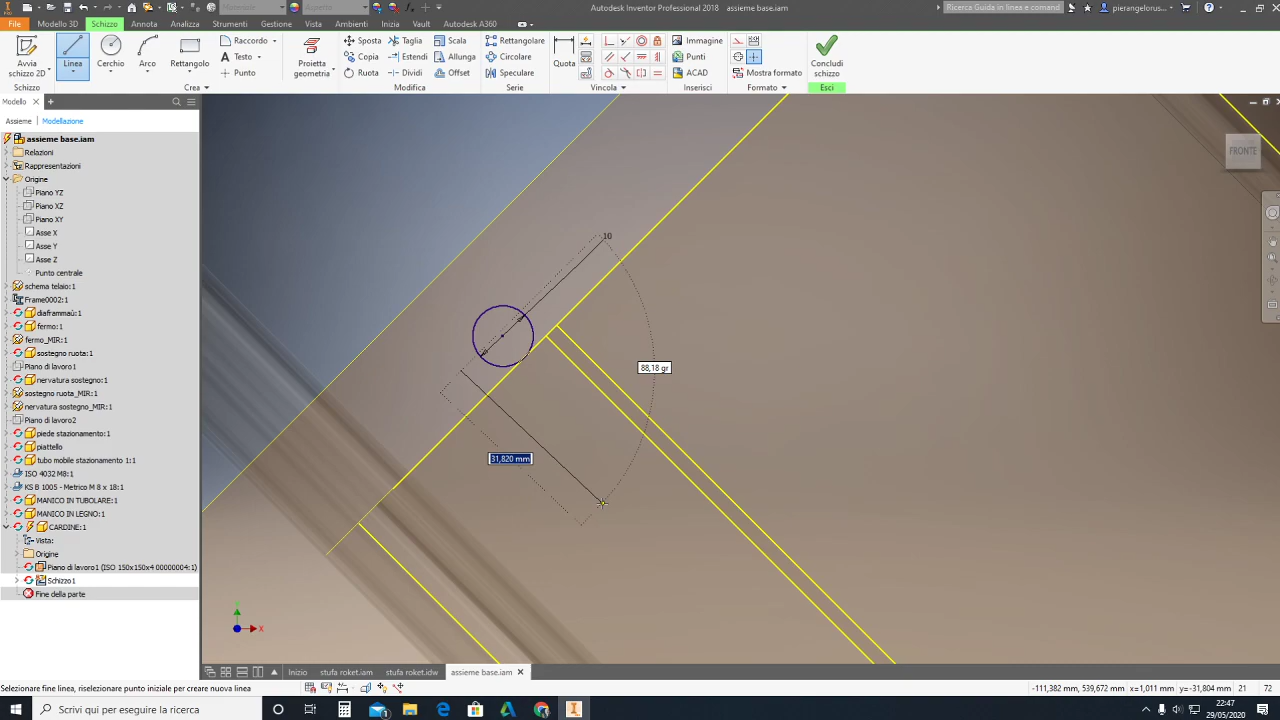 Materiale
Aspetto
Autodesk Inventor Professional 2018
assieme base.iam
Ricerca Guida in linea e comand
pierangelorus...
File
Modello 3D
Schizzo
Annota
Analizza
Strumenti
Gestione
Vista
Ambienti
Inizia
Vault
Autodesk A360
Avvia
schizzo 2D
Linea
Cerchio
Arco
Rettangolo
Raccordo
Testo
Punto
Proietta
geometria
Sposta
Copia
Ruota
Taglia
Estendi
Dividi
Scala
Allunga
Offset
Rettangolare
Circolare
Speculare
Quota
Immagine
Punti
ACAD
Mostra formato
Concludi
schizzo
Schizzo
Crea
Modifica
Serie
Vincola
Inserisci
Formato
Esci
Modello
Assieme
Modellazione
assieme base.iam
Relazioni
Rappresentazioni
Origine
Piano YZ
Piano XZ
Piano XY
Asse X
Asse Y
Asse Z
Punto centrale
schema telaio:1
Frame0002:1
diaframmaù:1
fermo:1
fermo_MIR:1
sostegno ruota:1
Piano di lavoro1
nervatura sostegno:1
sostegno ruota_MIR:1
nervatura sostegno_MIR:1
Piano di lavoro2
piede stazionamento:1
piattello
tubo mobile stazionamento 1:1
ISO 4032 M8:1
KS B 1005 - Metrico M 8 x 18:1
MANICO IN TUBOLARE:1
MANICO IN LEGNO:1
CARDINE:1
Vista:
Origine
Piano di lavoro1 (ISO 150x150x4 00000004:1)
Schizzo1
Fine della parte
FRONTE
10
88,18 gr
31,820 mm
X
Inizio
stufa roket.iam
stufa roket.idw
assieme base.iam
Selezionare fine linea, riselezionare punto iniziale per creare nuova linea
-111,382 mm, 539,672 mm
x=1,011 mm
y=-31,804 mm
21
72
Scrivi qui per eseguire la ricerca
22:47
29/05/2020